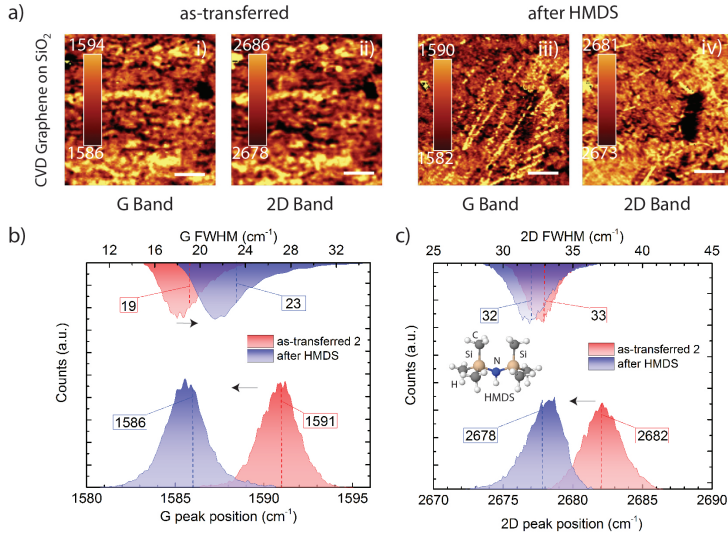 a)
as-transferred
after HMDS
CVD Graphene on SiO2
1594
i)
1586
2686
ii)
2678
1590
iii)
1582
2681
iv)
2673
G Band
2D Band
G Band
2D Band
b)
G FWHM (cm-1)
12 16 20 24 28 32
19
23
as-transferred 2
after HMDS
1586
1591
Counts (a.u.)
1580 1585 1590 1595
G peak position (cm-1)
c)
2D FWHM (cm-1)
25 30 35 40 45
32
33
C
Si
N
Si
H
HMDS
as-transferred 2
after HMDS
2678
2682
Counts (a.u.)
2670 2674 2678 2682 2686 2690
2D peak position (cm-1)